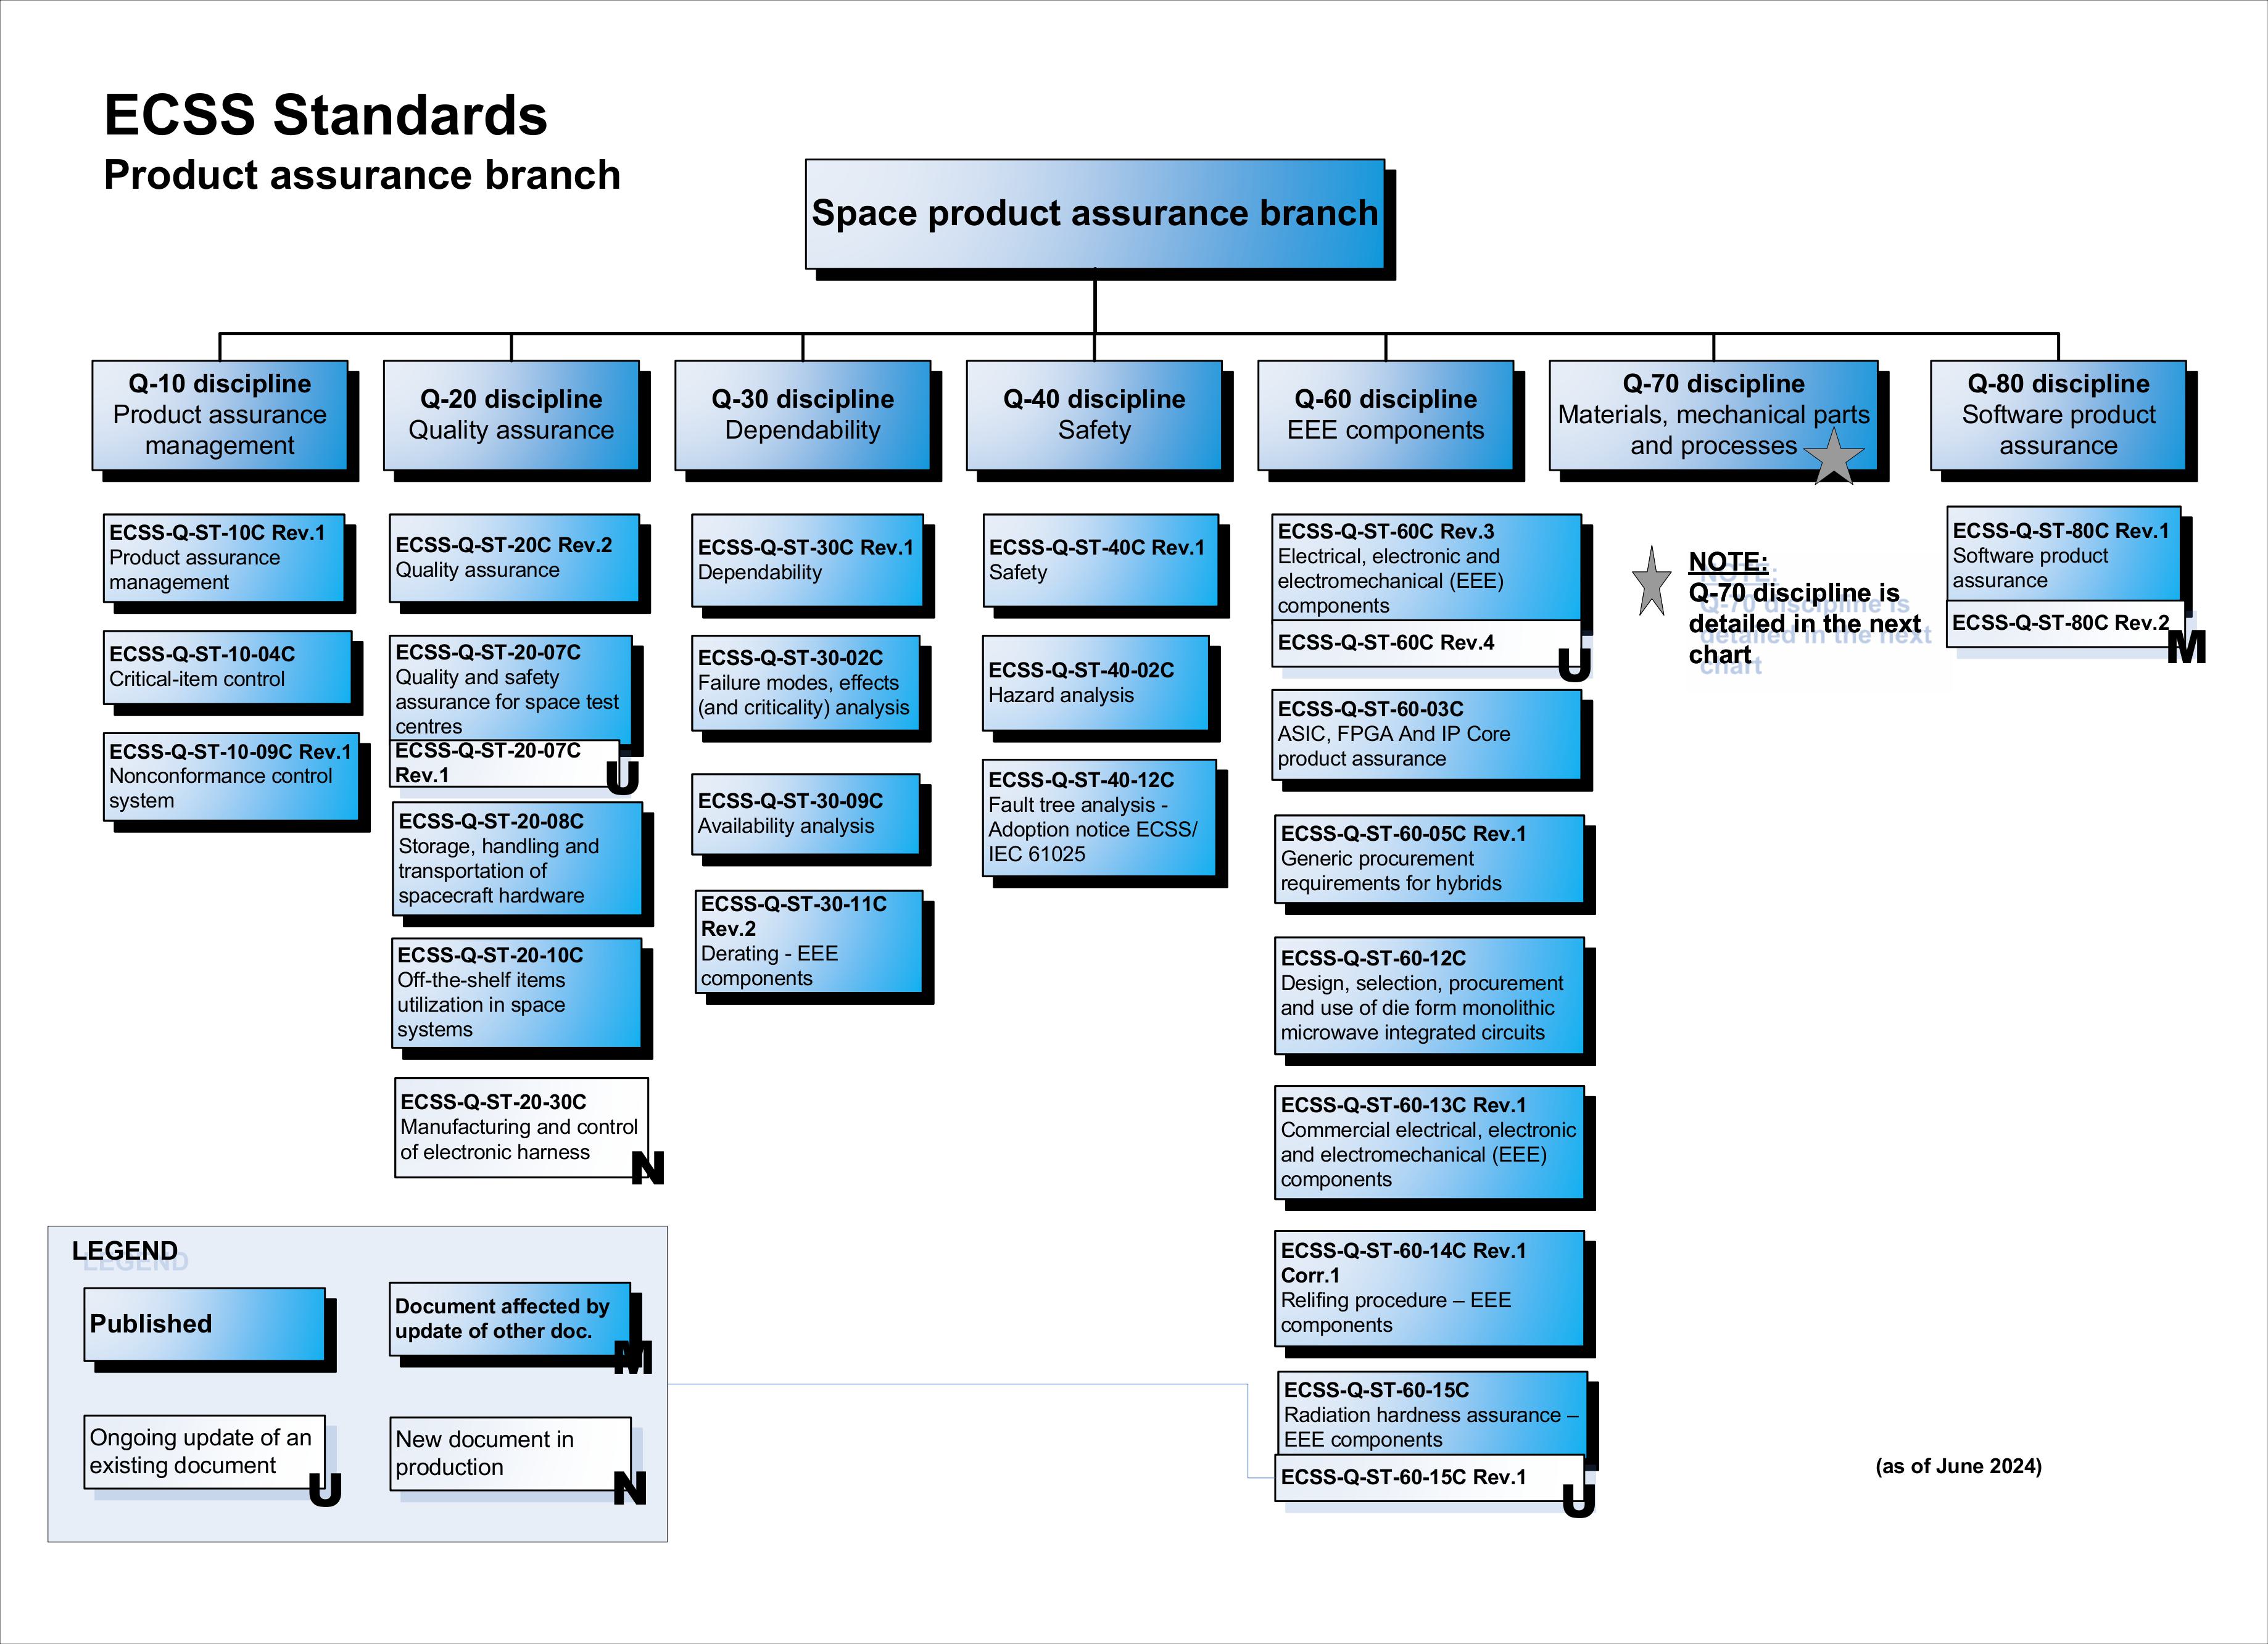 ECSS Standards
Product assurance branch
Space product assurance branch
Q-10 discipline
Product assurance
management
Q-20 discipline
Quality assurance
Q-30 discipline
Dependability
Q-40 discipline
Safety
Q-60 discipline
EEE components
Q-70 discipline
Materials, mechanical parts
and processes
Q-80 discipline
Software product
assurance
ECSS-Q-ST-10C Rev.1
Product assurance
management
ECSS-Q-ST-10-04C
Critical-item control
ECSS-Q-ST-10-09C Rev.1
Nonconformance control
system
ECSS-Q-ST-20C Rev.2
Quality assurance
ECSS-Q-ST-20-07C
Quality and safety
assurance for space test
centres
ECSS-Q-ST-20-07C
Rev.1
U
ECSS-Q-ST-20-08C
Storage, handling and
transportation of
spacecraft hardware
ECSS-Q-ST-20-10C
Off-the-shelf items
utilization in space
systems
ECSS-Q-ST-20-30C
Manufacturing and control
of electronic harness
N
ECSS-Q-ST-30C Rev.1
Dependability
ECSS-Q-ST-30-02C
Failure modes, effects
(and criticality) analysis
ECSS-Q-ST-30-09C
Availability analysis
ECSS-Q-ST-30-11C
Rev.2
Derating - EEE
components
ECSS-Q-ST-40C Rev.1
Safety
ECSS-Q-ST-40-02C
Hazard analysis
ECSS-Q-ST-40-12C
Fault tree analysis -
Adoption notice ECSS/
IEC 61025
ECSS-Q-ST-60C Rev.3
Electrical, electronic and
electromechanical (EEE)
components
ECSS-Q-ST-60C Rev.4
U
ECSS-Q-ST-60-03C
ASIC, FPGA And IP Core
product assurance
ECSS-Q-ST-60-05C Rev.1
Generic procurement
requirements for hybrids
ECSS-Q-ST-60-12C
Design, selection, procurement
and use of die form monolithic
microwave integrated circuits
ECSS-Q-ST-60-13C Rev.1
Commercial electrical, electronic
and electromechanical (EEE)
components
ECSS-Q-ST-60-14C Rev.1
Corr.1
Relifing procedure – EEE
components
ECSS-Q-ST-60-15C
Radiation hardness assurance –
EEE components
ECSS-Q-ST-60-15C Rev.1
U
NOTE:
Q-70 discipline is
detailed in the next
chart
ECSS-Q-ST-80C Rev.1
Software product
assurance
ECSS-Q-ST-80C Rev.2
M
LEGEND
Published
Document affected by
update of other doc.
M
Ongoing update of an
existing document
U
New document in
production
N
(as of June 2024)